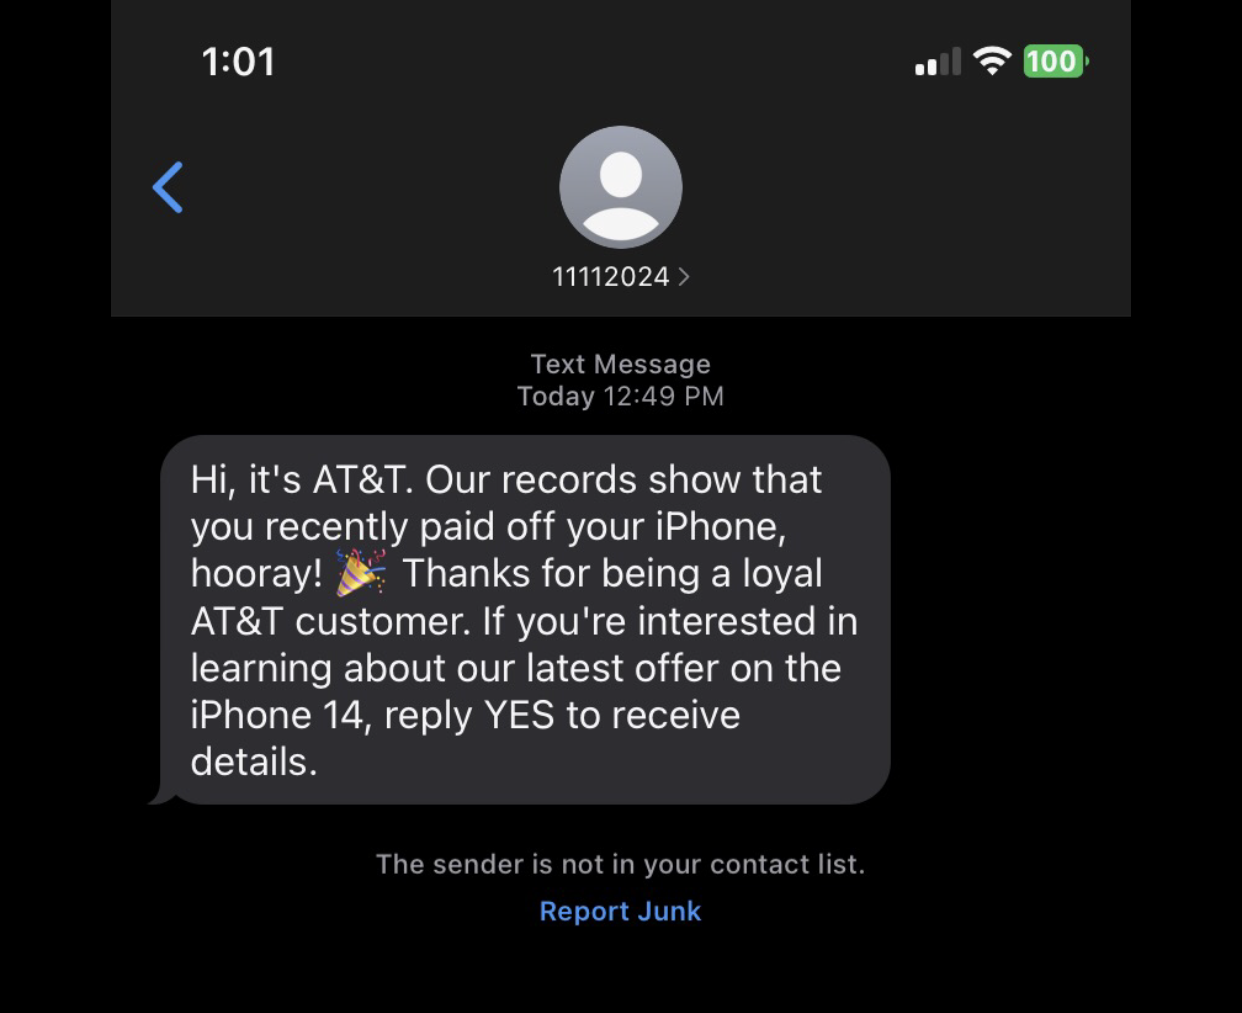 1:01
100
11112024
Text Message
Today 12:49 PM
Hi, it's AT&T. Our records show that
you recently paid off your iPhone,
hooray! 🎉 Thanks for being a loyal
AT&T customer. If you're interested in
learning about our latest offer on the
iPhone 14, reply YES to receive
details.
The sender is not in your contact list.
Report Junk